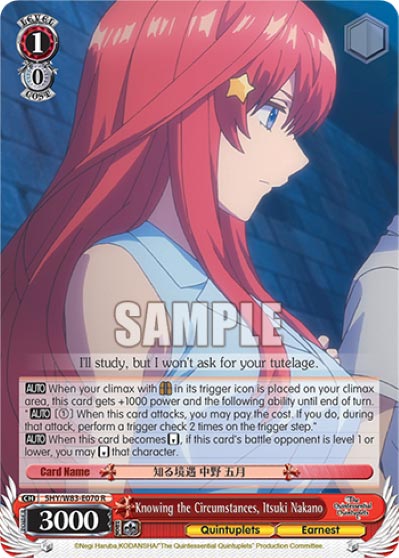 LEVEL
1
0
COST
SAMPLE
I'll study, but I won't ask for your tutelage.
AUTO When your climax with in its trigger icon is placed on your climax
area, this card gets +1000 power and the following ability until end of turn.
"AUTO [(1)] When this card attacks, you may pay the cost. If you do, during
that attack, perform a trigger check 2 times on the trigger step."
AUTO When this card becomes, if this card's battle opponent is level 1 or
lower, you may that character.
Card Name 知る境遇 中野 五月
CH 5HY/W83-E070 R
Knowing the Circumstances, Itsuki Nakano
The Quintessential Quintuplets
3000
Quintuplets Earnest
©Negi Haruba,KODANSHA/"The Quintessential Quintuplets" Production Committee